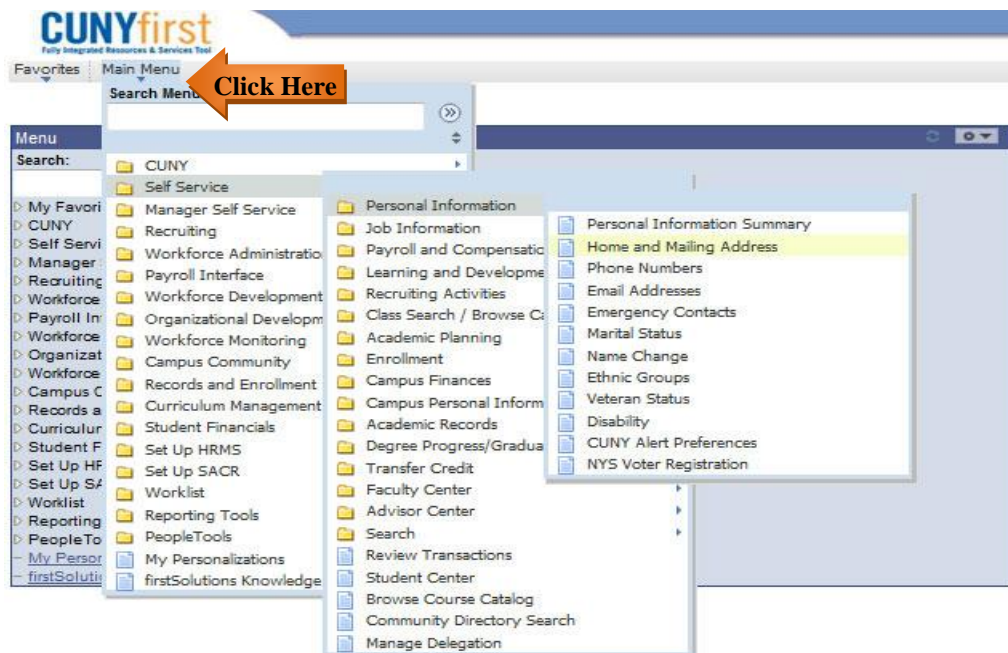 CUNYfirst
Fully Integrated Resources & Services Tool
Favorites Main Menu
Click Here
Search Menu
Menu
Search:
My Favori
CUNY
Self Servi
Manager
Recruiting
Workforce
Payroll In
Workforce
Organizat
Workforce
Campus C
Records a
Curriculur
Student F
Set Up HF
Set Up SA
Worklist
Reporting
PeopleTo
My Person
firstSoluti
CUNY
Self Service
Manager Self Service
Recruiting
Workforce Administratio
Payroll Interface
Workforce Development
Organizational Developm
Workforce Monitoring
Campus Community
Records and Enrollment
Curriculum Management
Student Financials
Set Up HRMS
Set Up SACR
Worklist
Reporting Tools
PeopleTools
My Personalizations
firstSolutions Knowledge
Personal Information
Job Information
Payroll and Compensatio
Learning and Developme
Recruiting Activities
Class Search / Browse Ca
Academic Planning
Enrollment
Campus Finances
Campus Personal Inform
Academic Records
Degree Progress/Gradua
Transfer Credit
Faculty Center
Advisor Center
Search
Review Transactions
Student Center
Browse Course Catalog
Community Directory Search
Manage Delegation
Personal Information Summary
Home and Mailing Address
Phone Numbers
Email Addresses
Emergency Contacts
Marital Status
Name Change
Ethnic Groups
Veteran Status
Disability
CUNY Alert Preferences
NYS Voter Registration